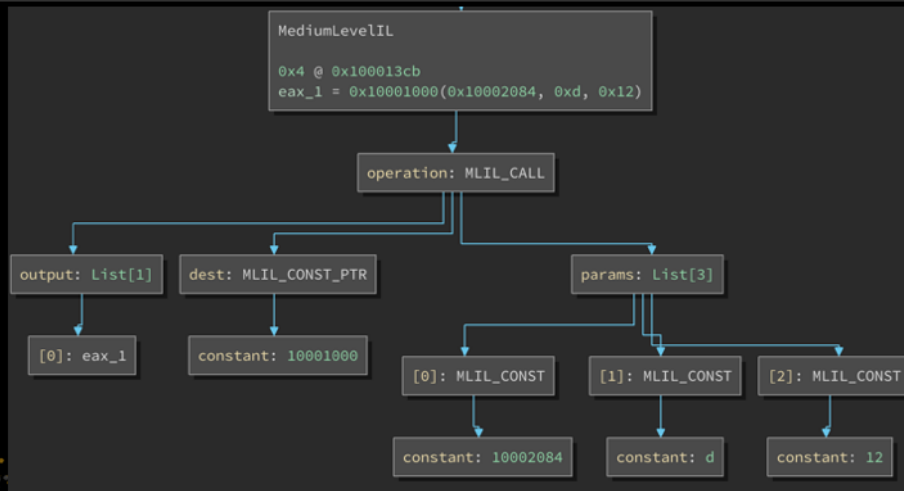 MediumLevelIL
0x4 @ 0x100013cb
eax_1 = 0x10001000(0x10002084, 0xd, 0x12)
operation: MLIL_CALL
output: List[1]
dest: MLIL_CONST_PTR
params: List[3]
[0]: eax_1
constant: 10001000
[0]: MLIL_CONST
[1]: MLIL_CONST
[2]: MLIL_CONST
constant: 10002084
constant: d
constant: 12